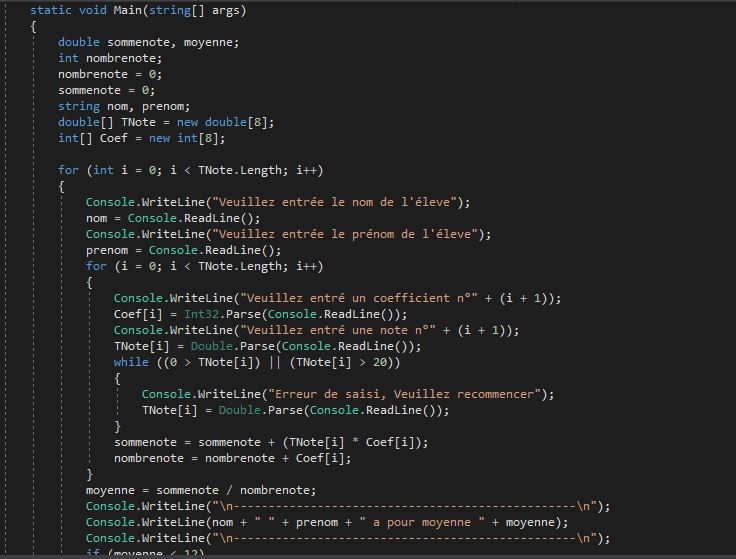 static void Main(string[] args)
{
double sommenote, moyenne;
int nombrenote;
nombrenote = 0;
sommenote = 0;
string nom, prenom;
double[] TNote = new double[8];
int[] Coef = new int[8];
for (int i = 0; i < TNote.Length; i++)
{
Console.WriteLine("Veuillez entrée le nom de l'éleve");
nom = Console.ReadLine();
Console.WriteLine("Veuillez entrée le prénom de l'éleve");
prenom = Console.ReadLine();
for (i = 0; i < TNote.Length; i++)
{
Console.WriteLine("Veuillez entré un coefficient n°" + (i + 1));
Coef[i] = Int32.Parse(Console.ReadLine());
Console.WriteLine("Veuillez entré une note n°" + (i + 1));
TNote[i] = Double.Parse(Console.ReadLine());
while ((0 > TNote[i]) || (TNote[i] > 20))
{
Console.WriteLine("Erreur de saisi, Veuillez recommencer");
TNote[i] = Double.Parse(Console.ReadLine());
}
sommenote = sommenote + (TNote[i] * Coef[i]);
nombrenote = nombrenote + Coef[i];
}
moyenne = sommenote / nombrenote;
Console.WriteLine("\n-------------------------------------------------\n");
Console.WriteLine(nom + " " + prenom + " a pour moyenne " + moyenne);
Console.WriteLine("\n-------------------------------------------------\n");
if (moyenne < 12)